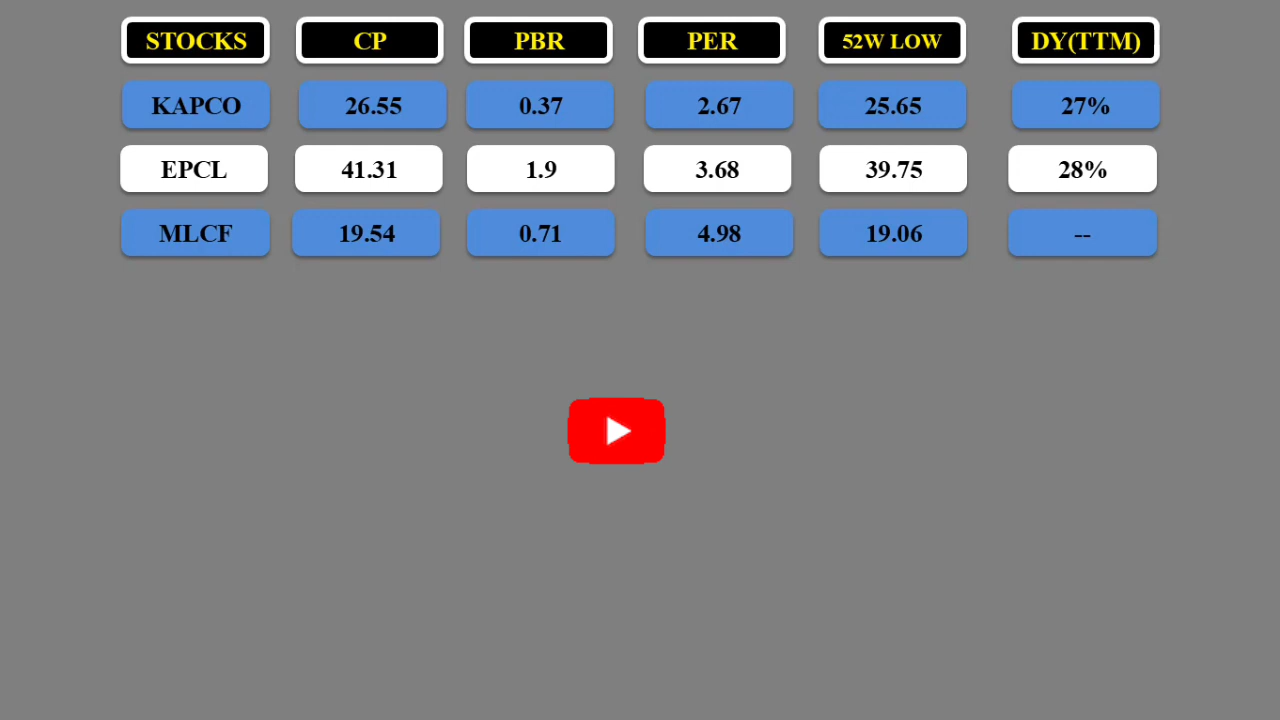 STOCKS CP PBR PER 52W LOW DY(TTM)
KAPCO 26.55 0.37 2.67 25.65 27%
EPCL 41.31 1.9 3.68 39.75 28%
MLCF 19.54 0.71 4.98 19.06 --